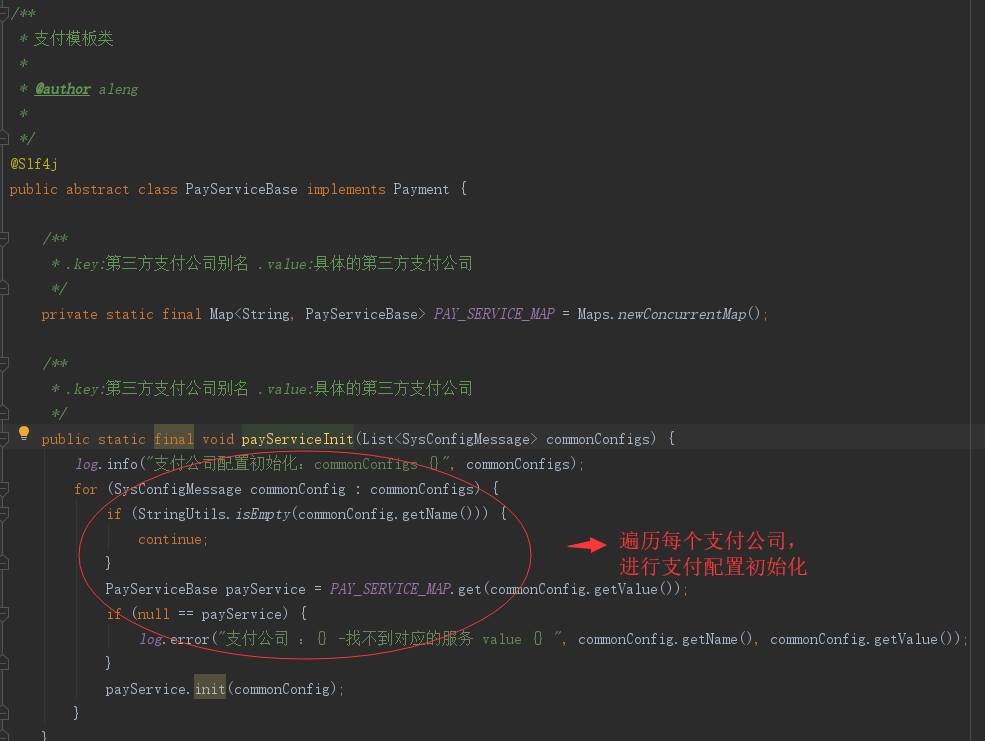 /**
* 支付模板类
*
* @author aleng
*
*/
@Slf4j
public abstract class PayServiceBase implements Payment {
/**
* .key:第三方支付公司别名 .value:具体的第三方支付公司
*/
private static final Map<String, PayServiceBase> PAY_SERVICE_MAP = Maps.newConcurrentMap();
/**
* .key:第三方支付公司别名 .value:具体的第三方支付公司
*/
public static final void payServiceInit(List<SysConfigMessage> commonConfigs) {
log.info("支付公司配置初始化：commonConfigs {}", commonConfigs);
for (SysConfigMessage commonConfig : commonConfigs) {
if (StringUtils.isEmpty(commonConfig.getName())) {
continue;
}
PayServiceBase payService = PAY_SERVICE_MAP.get(commonConfig.getValue());
if (null == payService) {
log.error("支付公司 ：{} -找不到对应的服务 value {} ", commonConfig.getName(), commonConfig.getValue());
}
payService.init(commonConfig);
}
}
遍历每个支付公司，
进行支付配置初始化